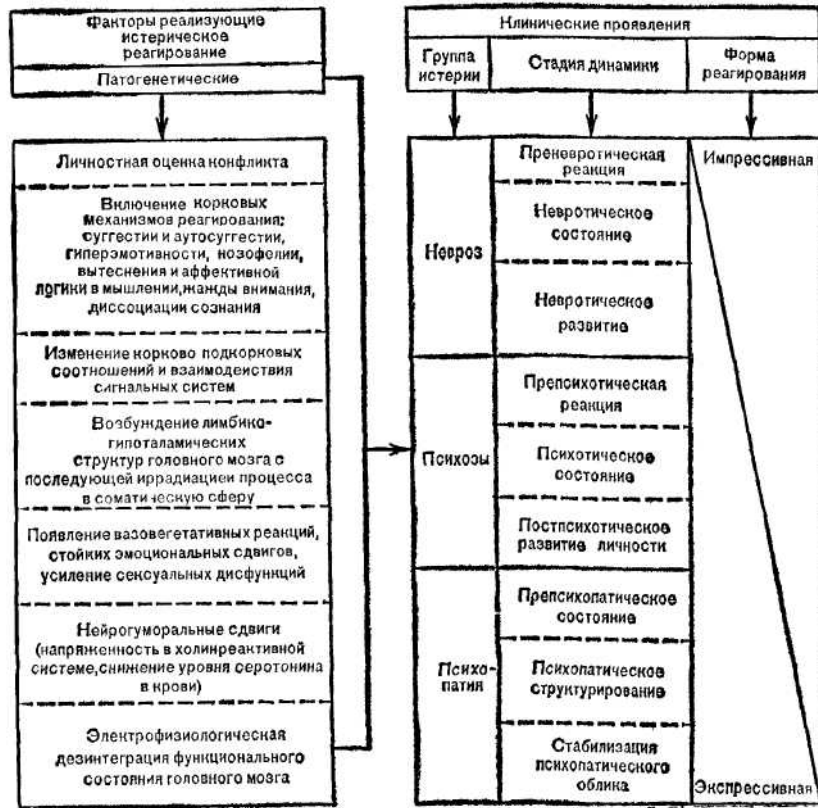 Факторы реализующие
истерическое
реагирование
Патогенетические
Личностная оценка конфликта
Включение корковых
механизмов реагирования;
суггестии и аутосуггестии,
гиперэмотивности, нозофелии,
вытеснения и аффективной
логики в мышлении, жажды внимания,
диссоциации сознания
Изменение корково подкорковых
соотношений и взаимодействия
сигнальных систем
Возбуждение лимбико-
гипоталамических
структур головного мозга с
последующей иррадиацией процесса
в соматическую сферу
Появление вазовегетативных реакций,
стойких эмоциональных сдвигов,
усиление сексуальных дисфункций
Нейрогуморальные сдвиги
(напряженность в холинреактивной
системе, снижение уровня серотонина
в крови)
Электрофизиологическая
дезинтеграция функционального
состояния головного мозга
Клинические проявления
Группа
истерии
Стадия динамики
Форма
реагирования
Невроз
Преневротическая
реакция
Невротическое
состояние
Невротическое
развитие
Психозы
Препсихотическая
реакция
Психотическое
состояние
Постпсихотическое
развитие личности
Психо-
патия
Препсихопатическое
состояние
Психопатическое
структурирование
Стабилизация
психопатического
облика
Импрессивная
Экспрессивная